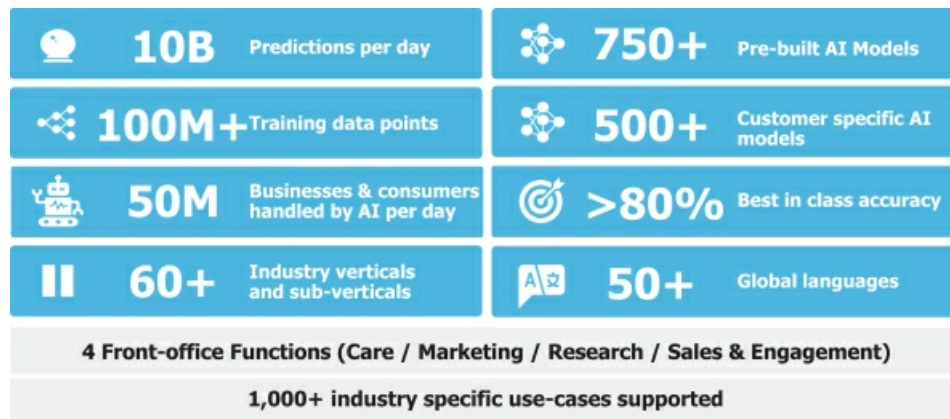 10B Predictions per day
750+ Pre-built AI Models
100M+ Training data points
500+ Customer specific AI
models
50M Businesses & consumers
handled by AI per day
>80% Best in class accuracy
60+ Industry verticals
and sub-verticals
A 文
50+ Global languages
4 Front-office Functions (Care / Marketing / Research / Sales & Engagement)
1,000+ industry specific use-cases supported